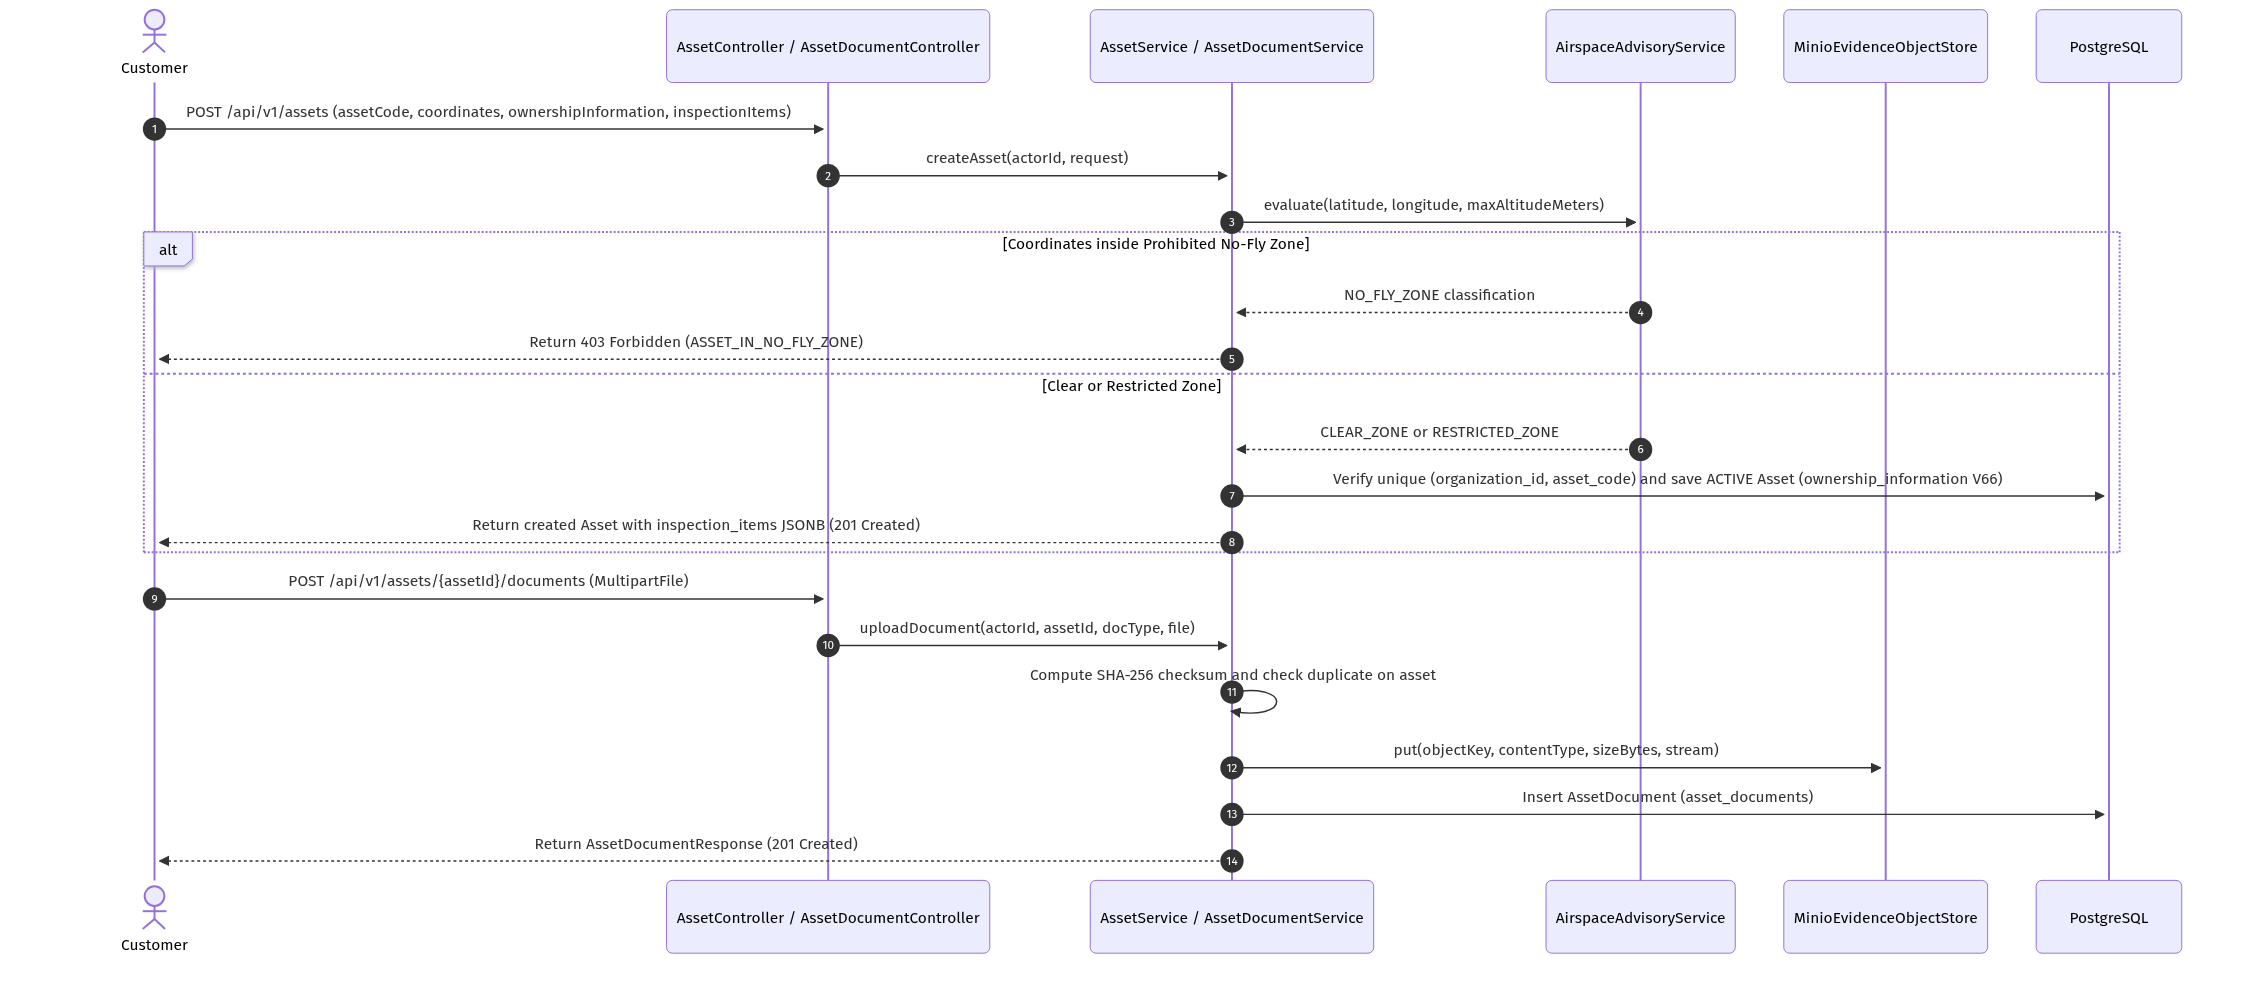 Customer
AssetController / AssetDocumentController
AssetService / AssetDocumentService
AirspaceAdvisoryService
MinioEvidenceObjectStore
PostgreSQL
POST /api/v1/assets (assetCode, coordinates, ownershipInformation, inspectionItems)
1
createAsset(actorId, request)
2
evaluate(latitude, longitude, maxAltitudeMeters)
3
alt
[Coordinates inside Prohibited No-Fly Zone]
NO_FLY_ZONE classification
4
Return 403 Forbidden (ASSET_IN_NO_FLY_ZONE)
5
[Clear or Restricted Zone]
CLEAR_ZONE or RESTRICTED_ZONE
6
Verify unique (organization_id, asset_code) and save ACTIVE Asset (ownership_information V66)
7
Return created Asset with inspection_items JSONB (201 Created)
8
POST /api/v1/assets/{assetId}/documents (MultipartFile)
9
uploadDocument(actorId, assetId, docType, file)
10
Compute SHA-256 checksum and check duplicate on asset
11
put(objectKey, contentType, sizeBytes, stream)
12
Insert AssetDocument (asset_documents)
13
Return AssetDocumentResponse (201 Created)
14
Customer
AssetController / AssetDocumentController
AssetService / AssetDocumentService
AirspaceAdvisoryService
MinioEvidenceObjectStore
PostgreSQL